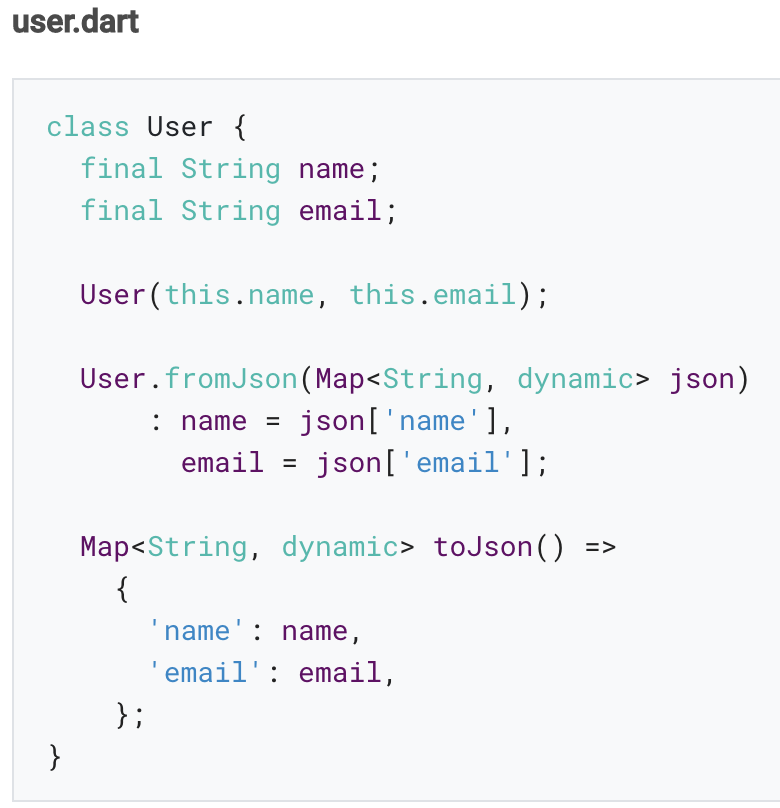 user.dart
class User {
  final String name;
  final String email;

  User(this.name, this.email);

  User.fromJson(Map<String, dynamic> json)
      : name = json['name'],
        email = json['email'];

  Map<String, dynamic> toJson() =>
    {
      'name': name,
      'email': email,
    };
}